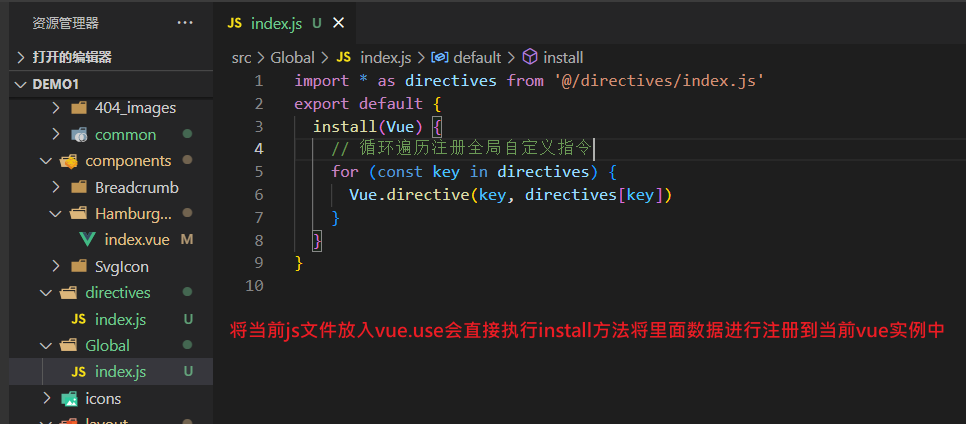 资源管理器 ···
打开的编辑器
DEMO1
404_images
common
components
Breadcrumb
Hamburg...
index.vue M
SvgIcon
directives
JS index.js U
Global
JS index.js U
icons
layout
JS index.js U
src > Global > JS index.js > default > install
1 import * as directives from '@/directives/index.js'
2 export default {
3 install(Vue) {
4 // 循环遍历注册全局自定义指令
5 for (const key in directives) {
6 Vue.directive(key, directives[key])
7 }
8 }
9 }
10
将当前js文件放入vue.use会直接执行install方法将里面数据进行注册到当前vue实例中